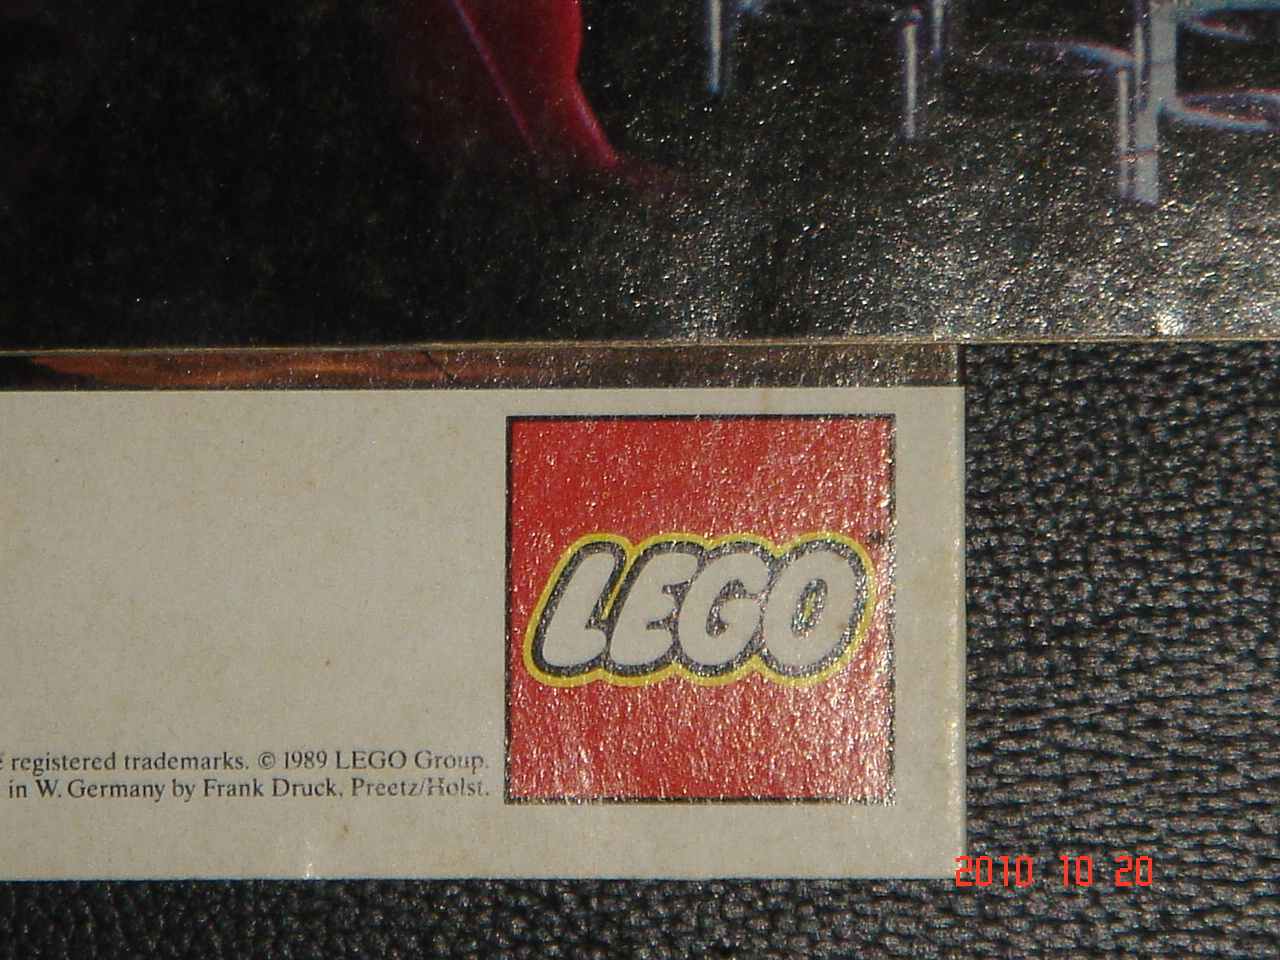 LEGO
registered trademarks. © 1989 LEGO Group.
in W. Germany by Frank Druck, Preetz/Holst.
2010 10 20